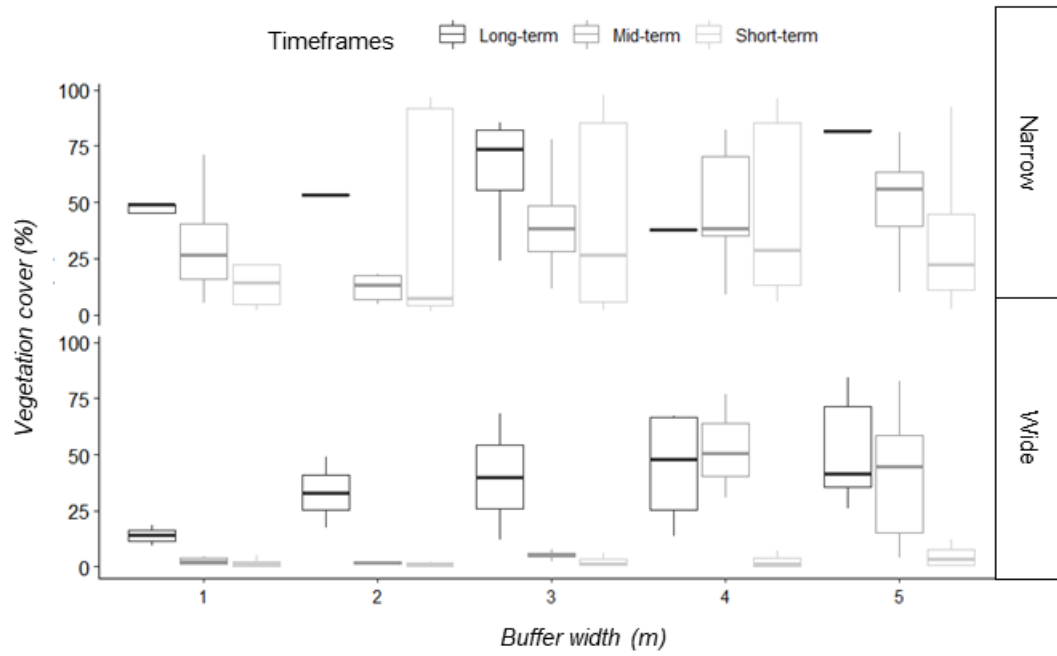 Timeframes Long-term Mid-term Short-term
Narrow
100
75
50
25
0
Vegetation cover (%)
Wide
100
75
50
25
0
1 2 3 4 5
Buffer width (m)